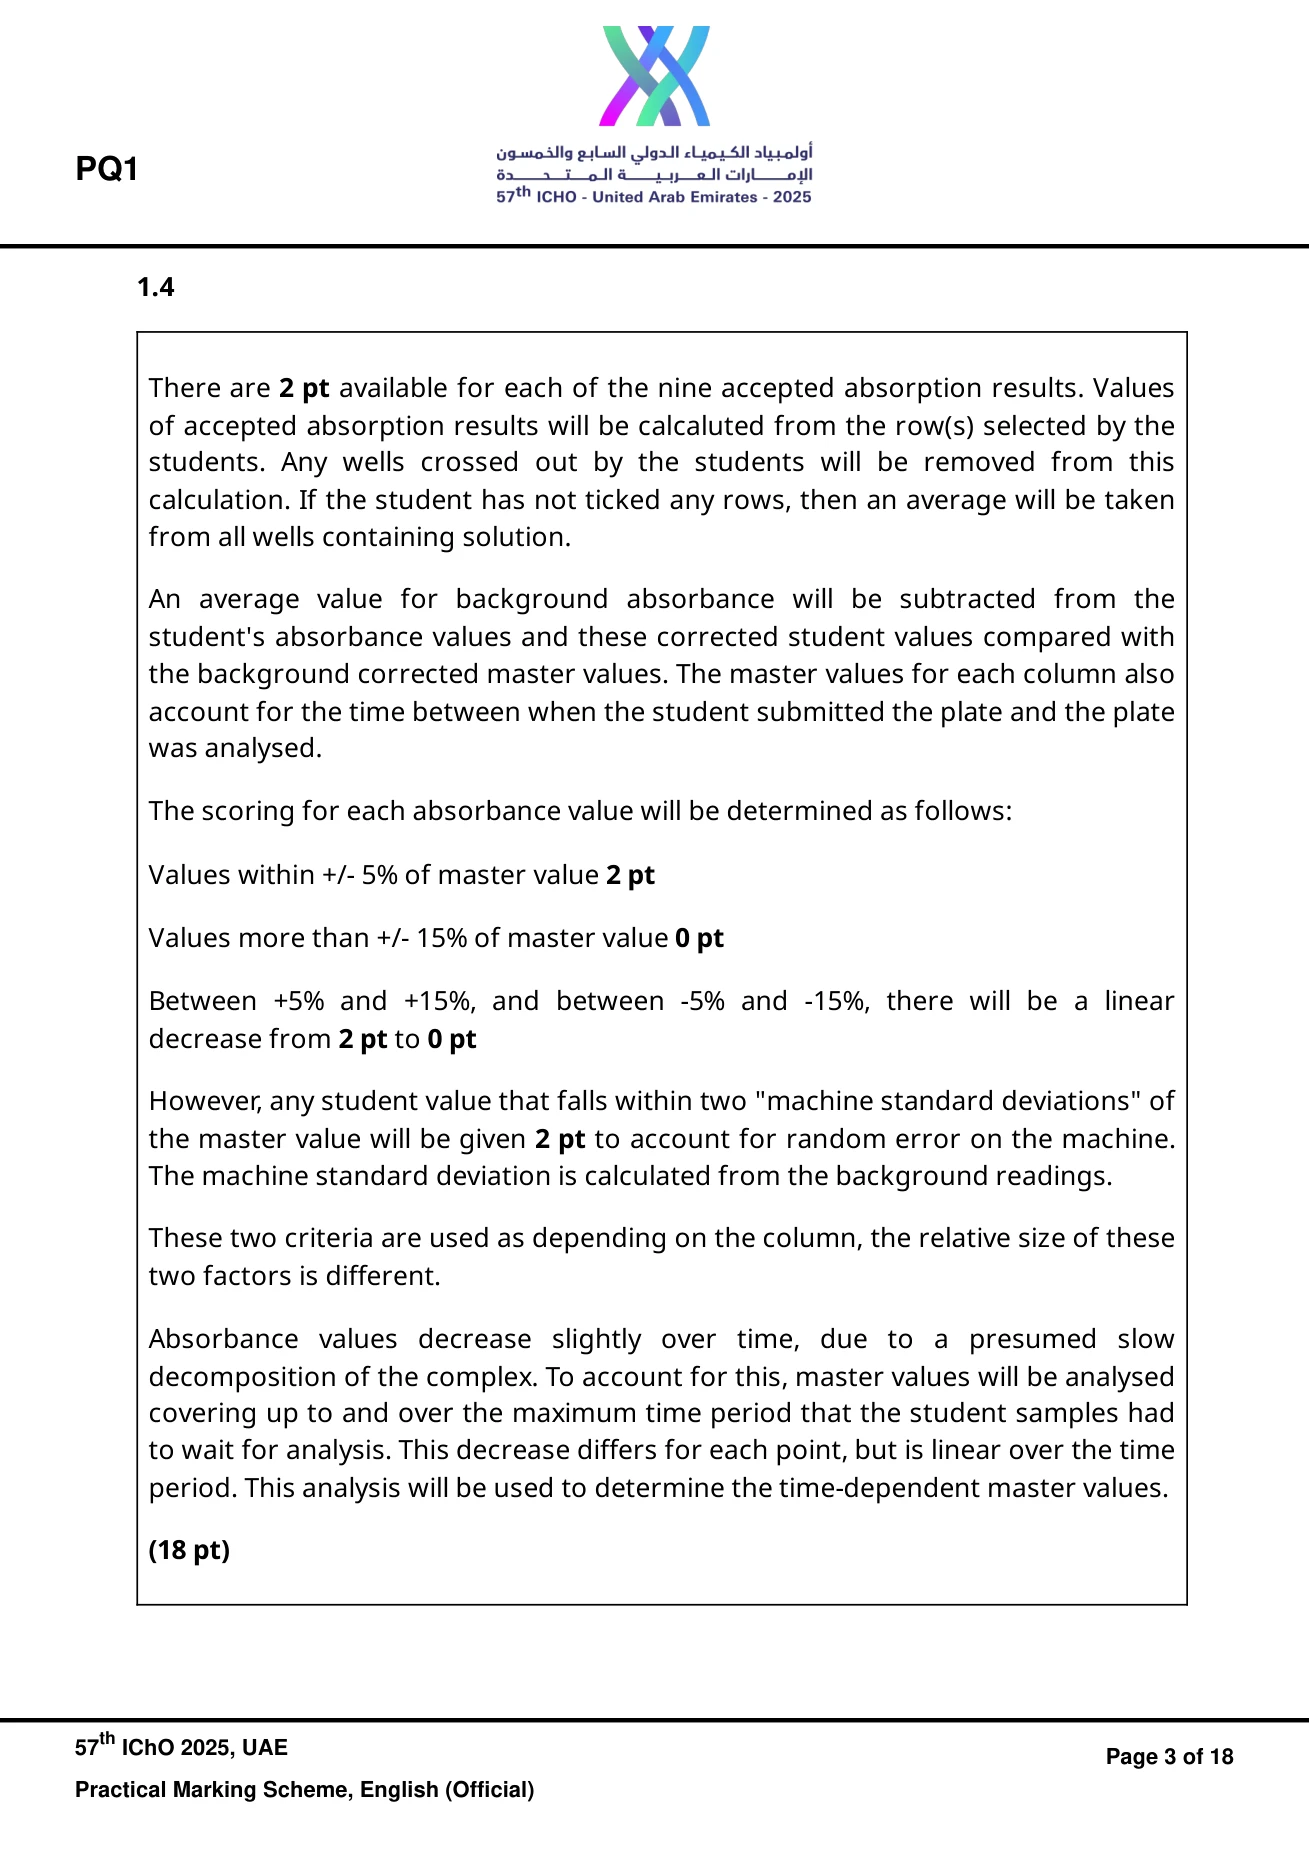 أولمبياد الكيمياء الدولي السابع والخمسون
الإمارات العربية المتحدة
57th ICHO - United Arab Emirates - 2025
PQ1
1.4
There are 2 pt available for each of the nine accepted absorption results. Values
of accepted absorption results will be calcaluted from the row(s) selected by the
students. Any wells crossed out by the students will be removed from this
calculation. If the student has not ticked any rows, then an average will be taken
from all wells containing solution.
An average value for background absorbance will be subtracted from the
student's absorbance values and these corrected student values compared with
the background corrected master values. The master values for each column also
account for the time between when the student submitted the plate and the plate
was analysed.
The scoring for each absorbance value will be determined as follows:
Values within +/- 5% of master value 2 pt
Values more than +/- 15% of master value 0 pt
Between +5% and +15%, and between -5% and -15%, there will be a linear
decrease from 2 pt to 0 pt
However, any student value that falls within two "machine standard deviations" of
the master value will be given 2 pt to account for random error on the machine.
The machine standard deviation is calculated from the background readings.
These two criteria are used as depending on the column, the relative size of these
two factors is different.
Absorbance values decrease slightly over time, due to a presumed slow
decomposition of the complex. To account for this, master values will be analysed
covering up to and over the maximum time period that the student samples had
to wait for analysis. This decrease differs for each point, but is linear over the time
period. This analysis will be used to determine the time-dependent master values.
(18 pt)
57th IChO 2025, UAE
Page 3 of 18
Practical Marking Scheme, English (Official)